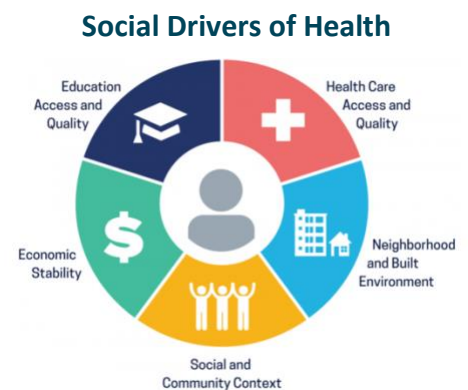 Social Drivers of Health
Education
Access and
Quality
Health Care
Access and
Quality
Economic
Stability
$
Neighborhood
and Built
Environment
Social and
Community Context